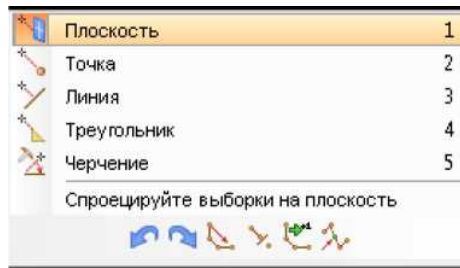 Плоскость 1
Точка 2
Линия 3
Треугольник 4
Черчение 5
Спроецируйте выборки на плоскость